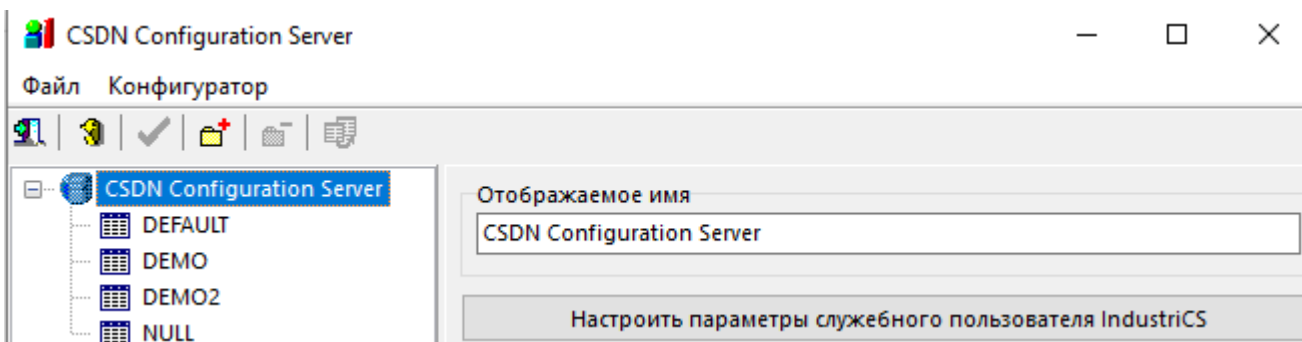 CSDN Configuration Server
Файл Конфигуратор
CSDN Configuration Server
DEFAULT
DEMO
DEMO2
NULL
Отображаемое имя
CSDN Configuration Server
Настроить параметры служебного пользователя IndustriCS